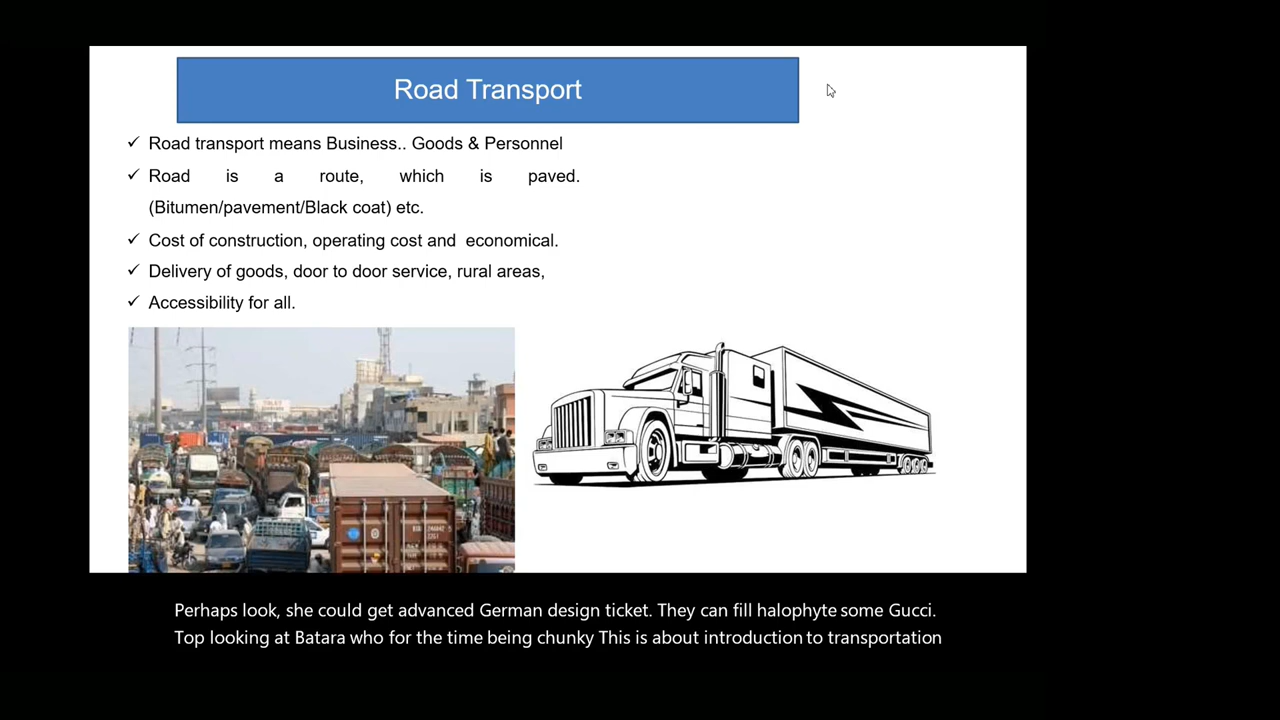 Road Transport
✓ Road transport means Business.. Goods & Personnel
✓ Road is a route, which is paved.
(Bitumen/pavement/Black coat) etc.
✓ Cost of construction, operating cost and  economical.
✓ Delivery of goods, door to door service, rural areas,
✓ Accessibility for all.
Perhaps look, she could get advanced German design ticket. They can fill halophyte some Gucci.
Top looking at Batara who for the time being chunky This is about introduction to transportation